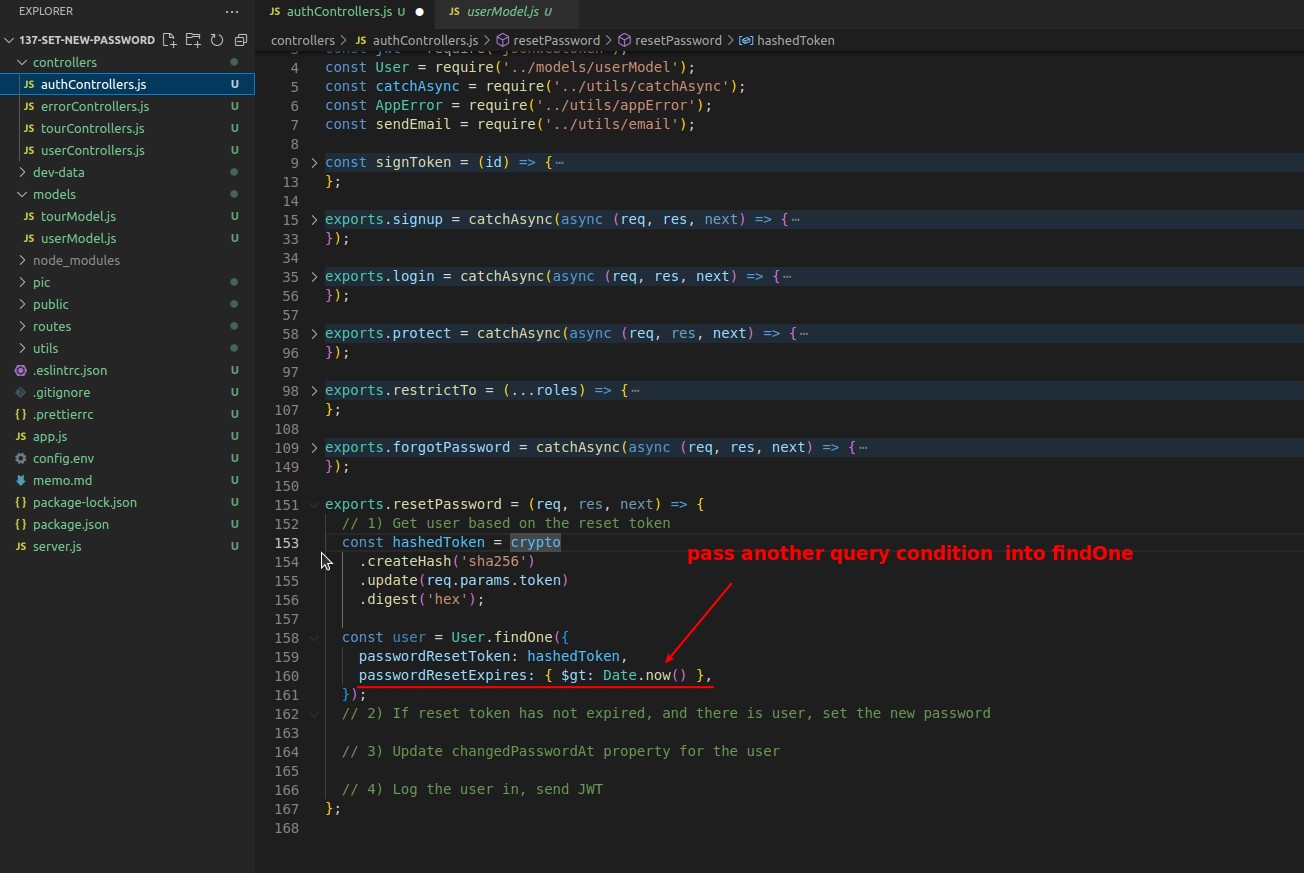 EXPLORER
137-SET-NEW-PASSWORD
controllers
JS authControllers.js U
JS errorControllers.js U
JS tourControllers.js U
JS userControllers.js U
dev-data
models
JS tourModel.js U
JS userModel.js U
node_modules
pic
public
routes
utils
.eslintrc.json U
.gitignore U
{} .prettierrc U
JS app.js U
config.env U
memo.md U
{} package-lock.json U
{} package.json U
JS server.js U
JS authControllers.js U ● JS userModel.js U
controllers > JS authControllers.js > resetPassword > resetPassword > hashedToken
4 const User = require('../models/userModel');
5 const catchAsync = require('../utils/catchAsync');
6 const AppError = require('../utils/appError');
7 const sendEmail = require('../utils/email');
8
9 > const signToken = (id) => {⋯
13 };
14
15 > exports.signup = catchAsync(async (req, res, next) => {⋯
33 });
34
35 > exports.login = catchAsync(async (req, res, next) => {⋯
56 });
57
58 > exports.protect = catchAsync(async (req, res, next) => {⋯
96 });
97
98 > exports.restrictTo = (...roles) => {⋯
107 };
108
109 > exports.forgotPassword = catchAsync(async (req, res, next) => {⋯
149 });
150
151 exports.resetPassword = (req, res, next) => {
152 // 1) Get user based on the reset token
153 const hashedToken = crypto
pass another query condition into findOne
154 .createHash('sha256')
155 .update(req.params.token)
156 .digest('hex');
157
158 const user = User.findOne({
159 passwordResetToken: hashedToken,
160 passwordResetExpires: { $gt: Date.now() },
161 });
162 // 2) If reset token has not expired, and there is user, set the new password
163
164 // 3) Update changedPasswordAt property for the user
165
166 // 4) Log the user in, send JWT
167 };
168